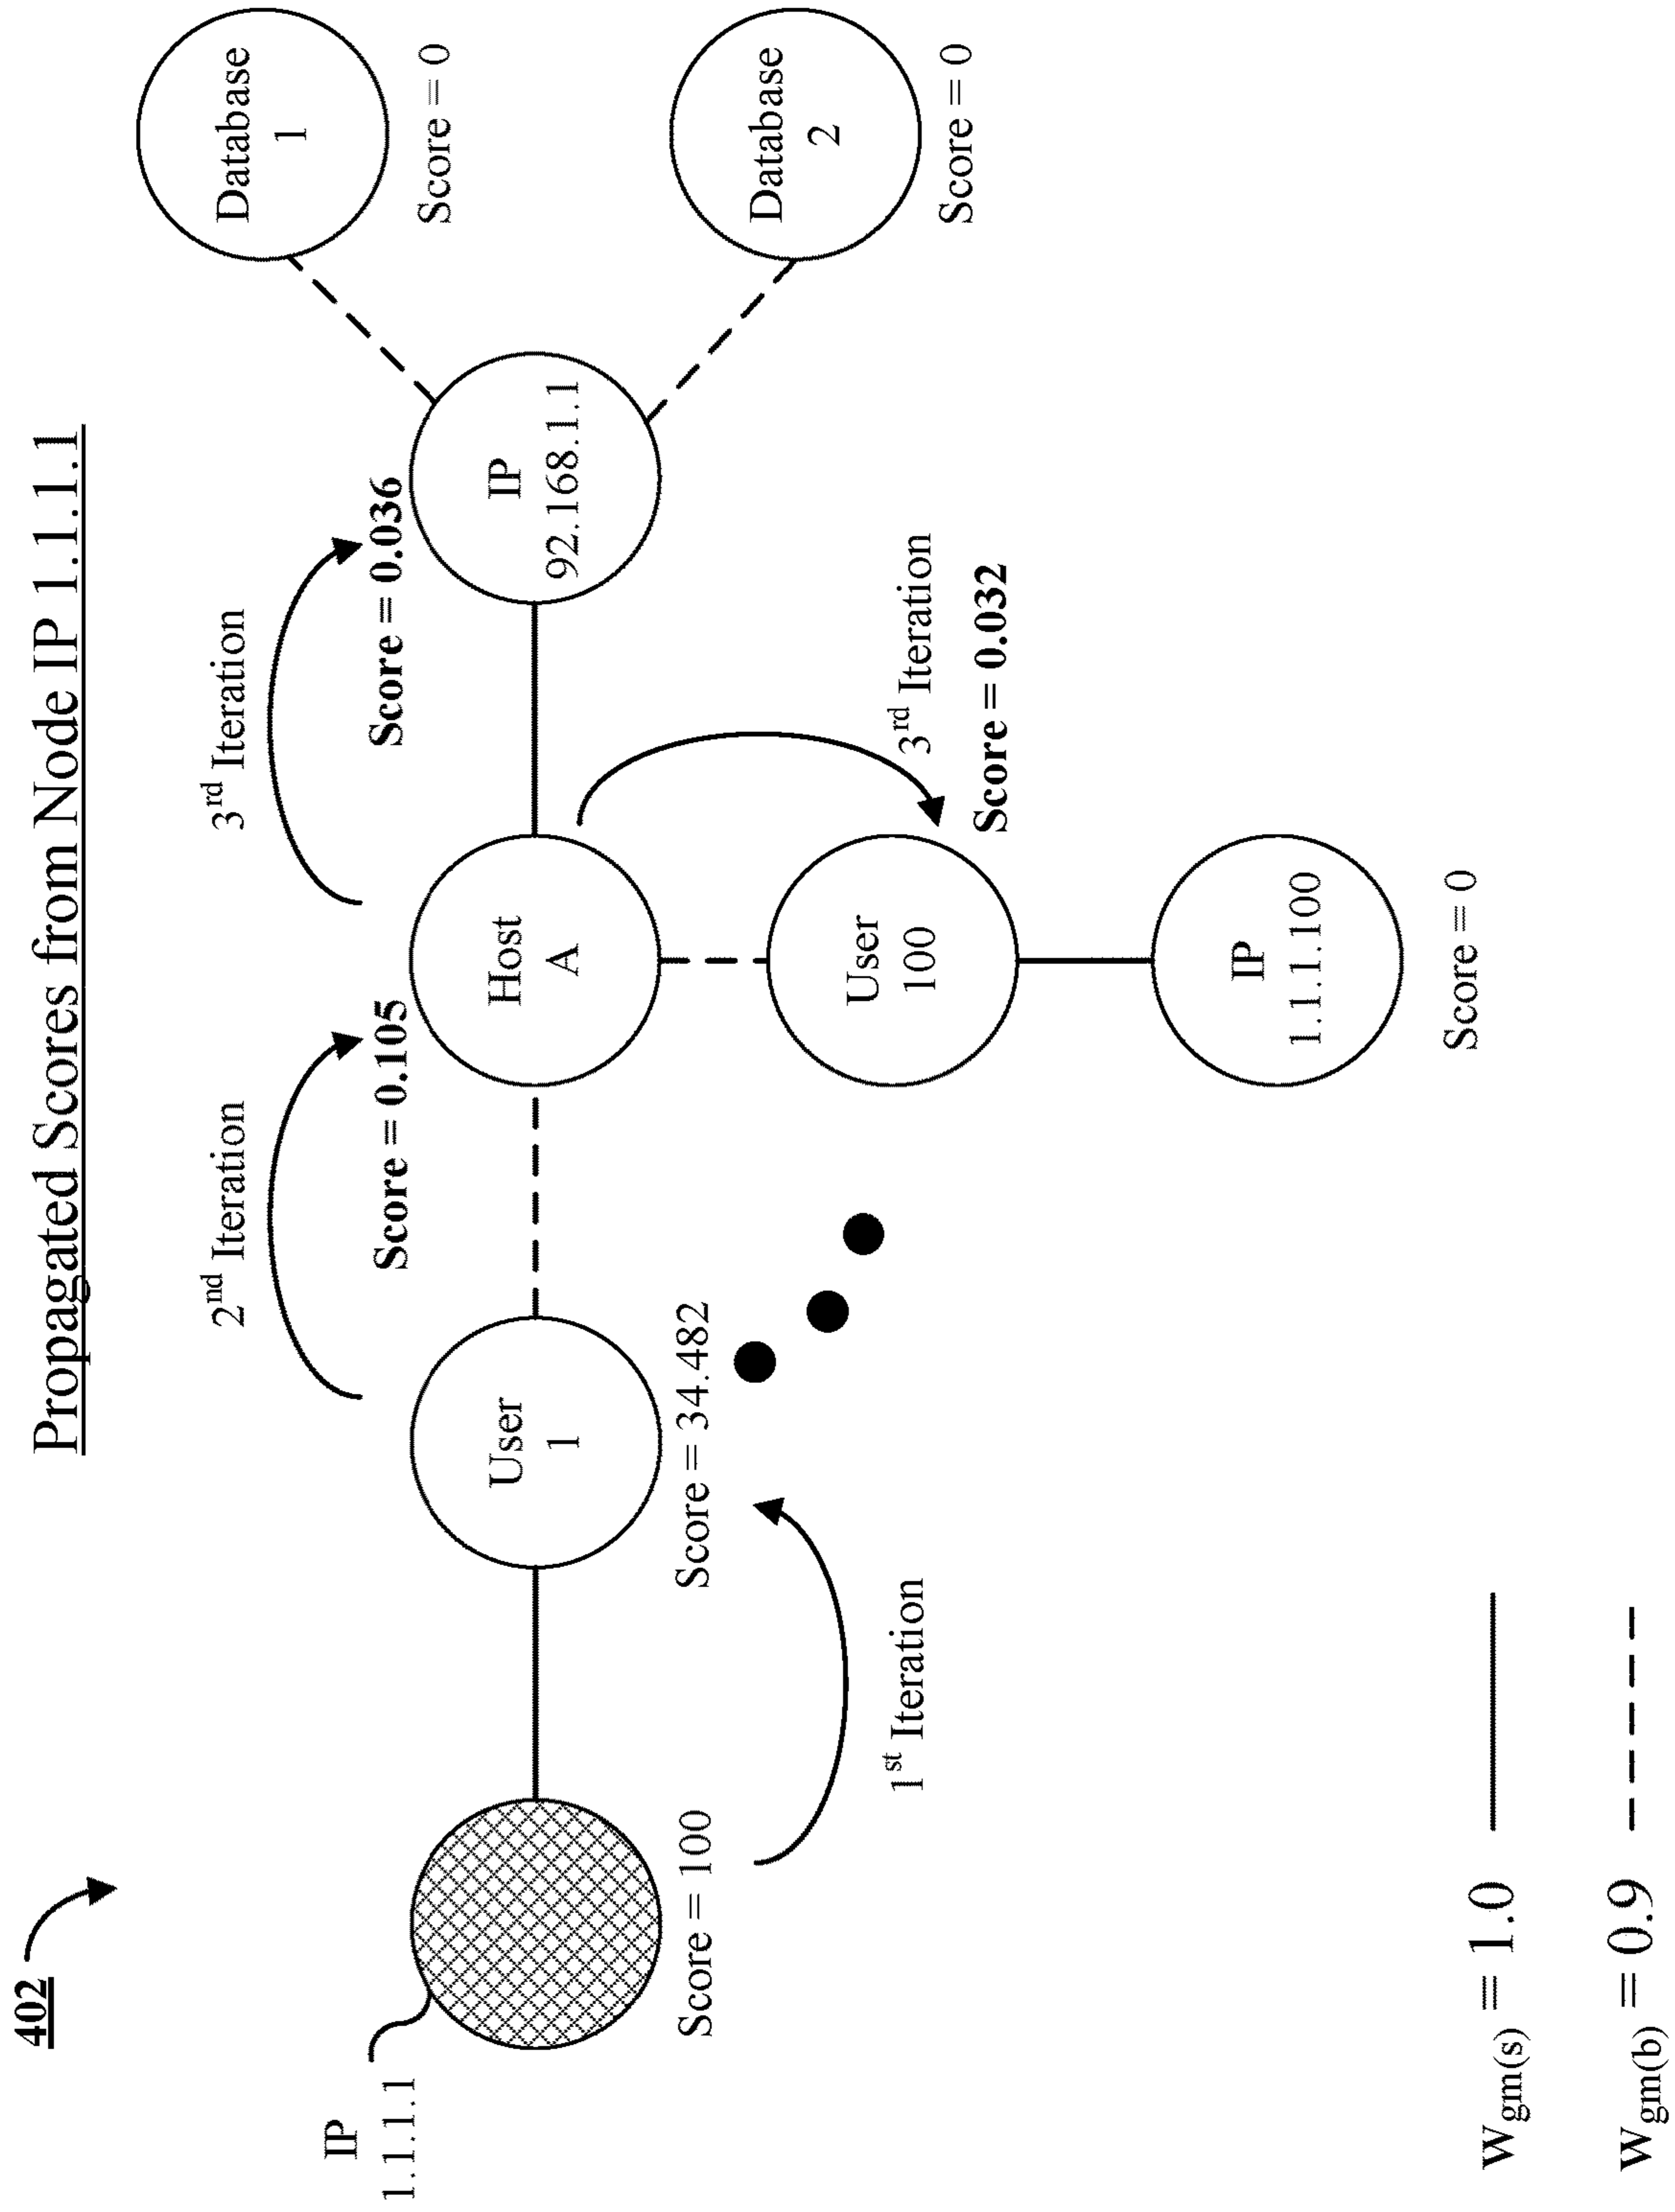 402
Propagated Scores from Node IP 1.1.1.1
2nd Iteration
3rd Iteration
Score = 0.105
Score = 0.036
IP
1.1.1.1
User
1
Host
A
IP
92.168.1.1
Database
1
Score = 0
Database
2
Score = 0
Score = 100
Score = 34.482
1st Iteration
3rd Iteration
Score = 0.032
User
100
IP
1.1.1.100
Score = 0
Wgm(s) = 1.0
Wgm(b) = 0.9